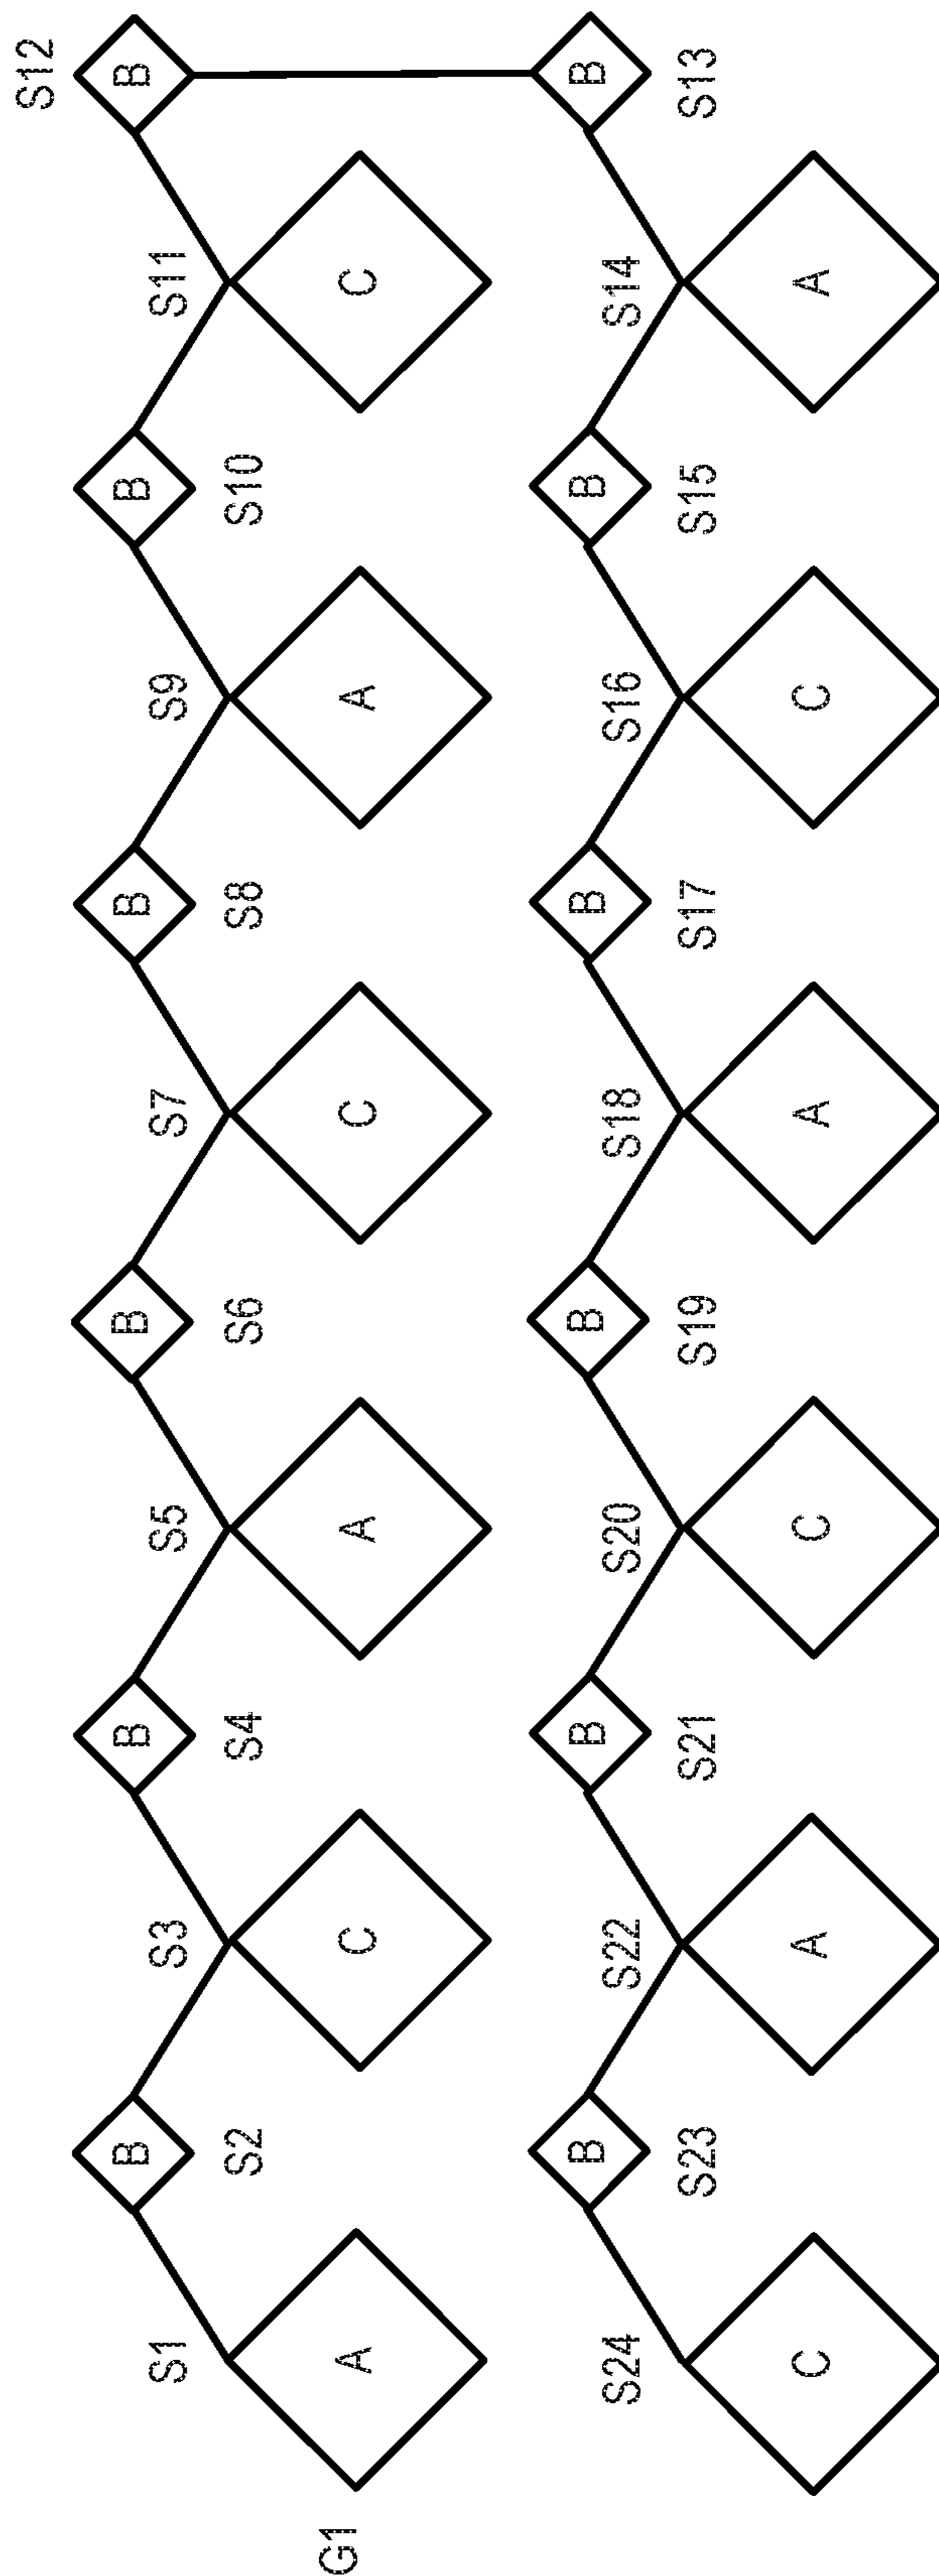 S1 S2 S3 S4 S5 S6 S7 S8 S9 S10 S11 S12
B B B B B B
G1 A C A C A C
S24 S23 S22 S21 S20 S19 S18 S17 S16 S15 S14 S13
B B B B B B
C A C A C A